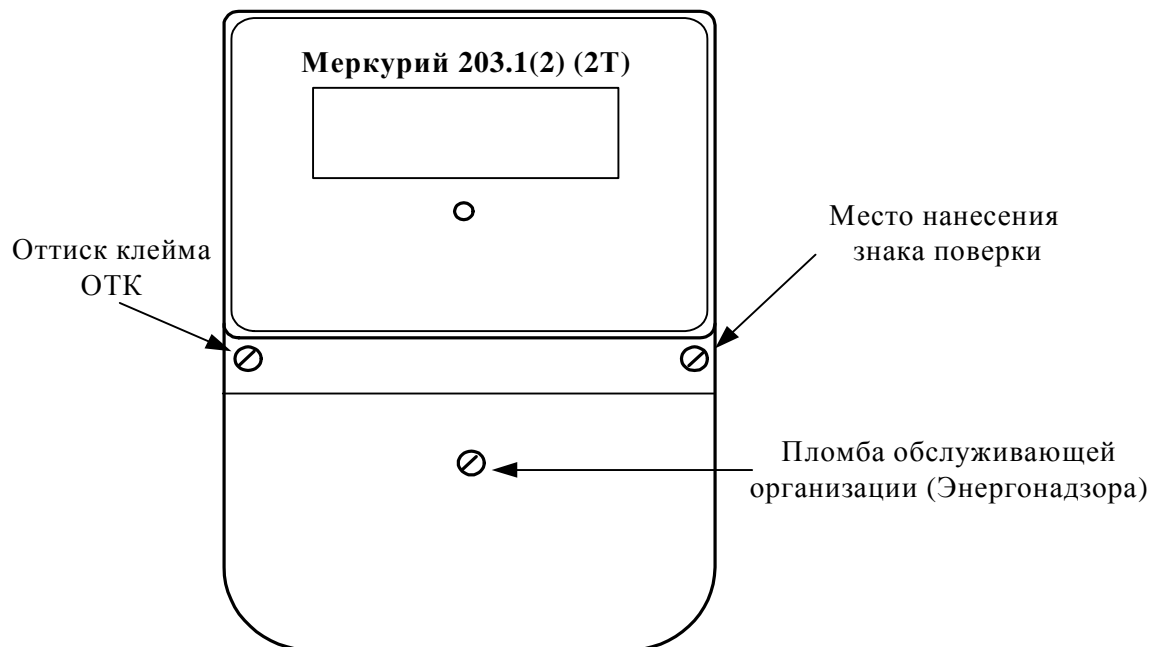 Меркурий 203.1(2) (2Т)
Оттиск клейма
ОТК
Место нанесения
знака поверки
Пломба обслуживающей
организации (Энергонадзора)